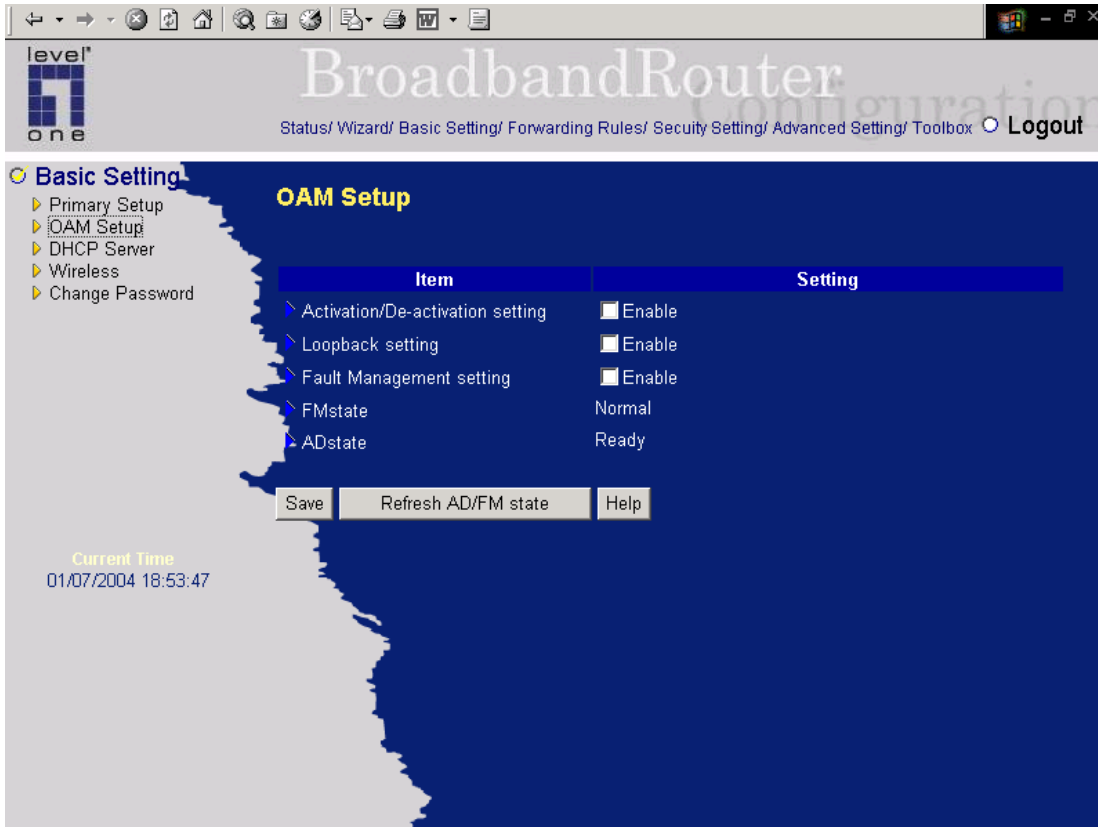 level
one
BroadbandRouter
Configuration
Status/ Wizard/ Basic Setting/ Forwarding Rules/ Secuity Setting/ Advanced Setting/ Toolbox Logout
Basic Setting
Primary Setup
OAM Setup
DHCP Server
Wireless
Change Password
Current Time
01/07/2004 18:53:47
OAM Setup
Item Setting
Activation/De-activation setting Enable
Loopback setting Enable
Fault Management setting Enable
FMstate Normal
ADstate Ready
Save Refresh AD/FM state Help